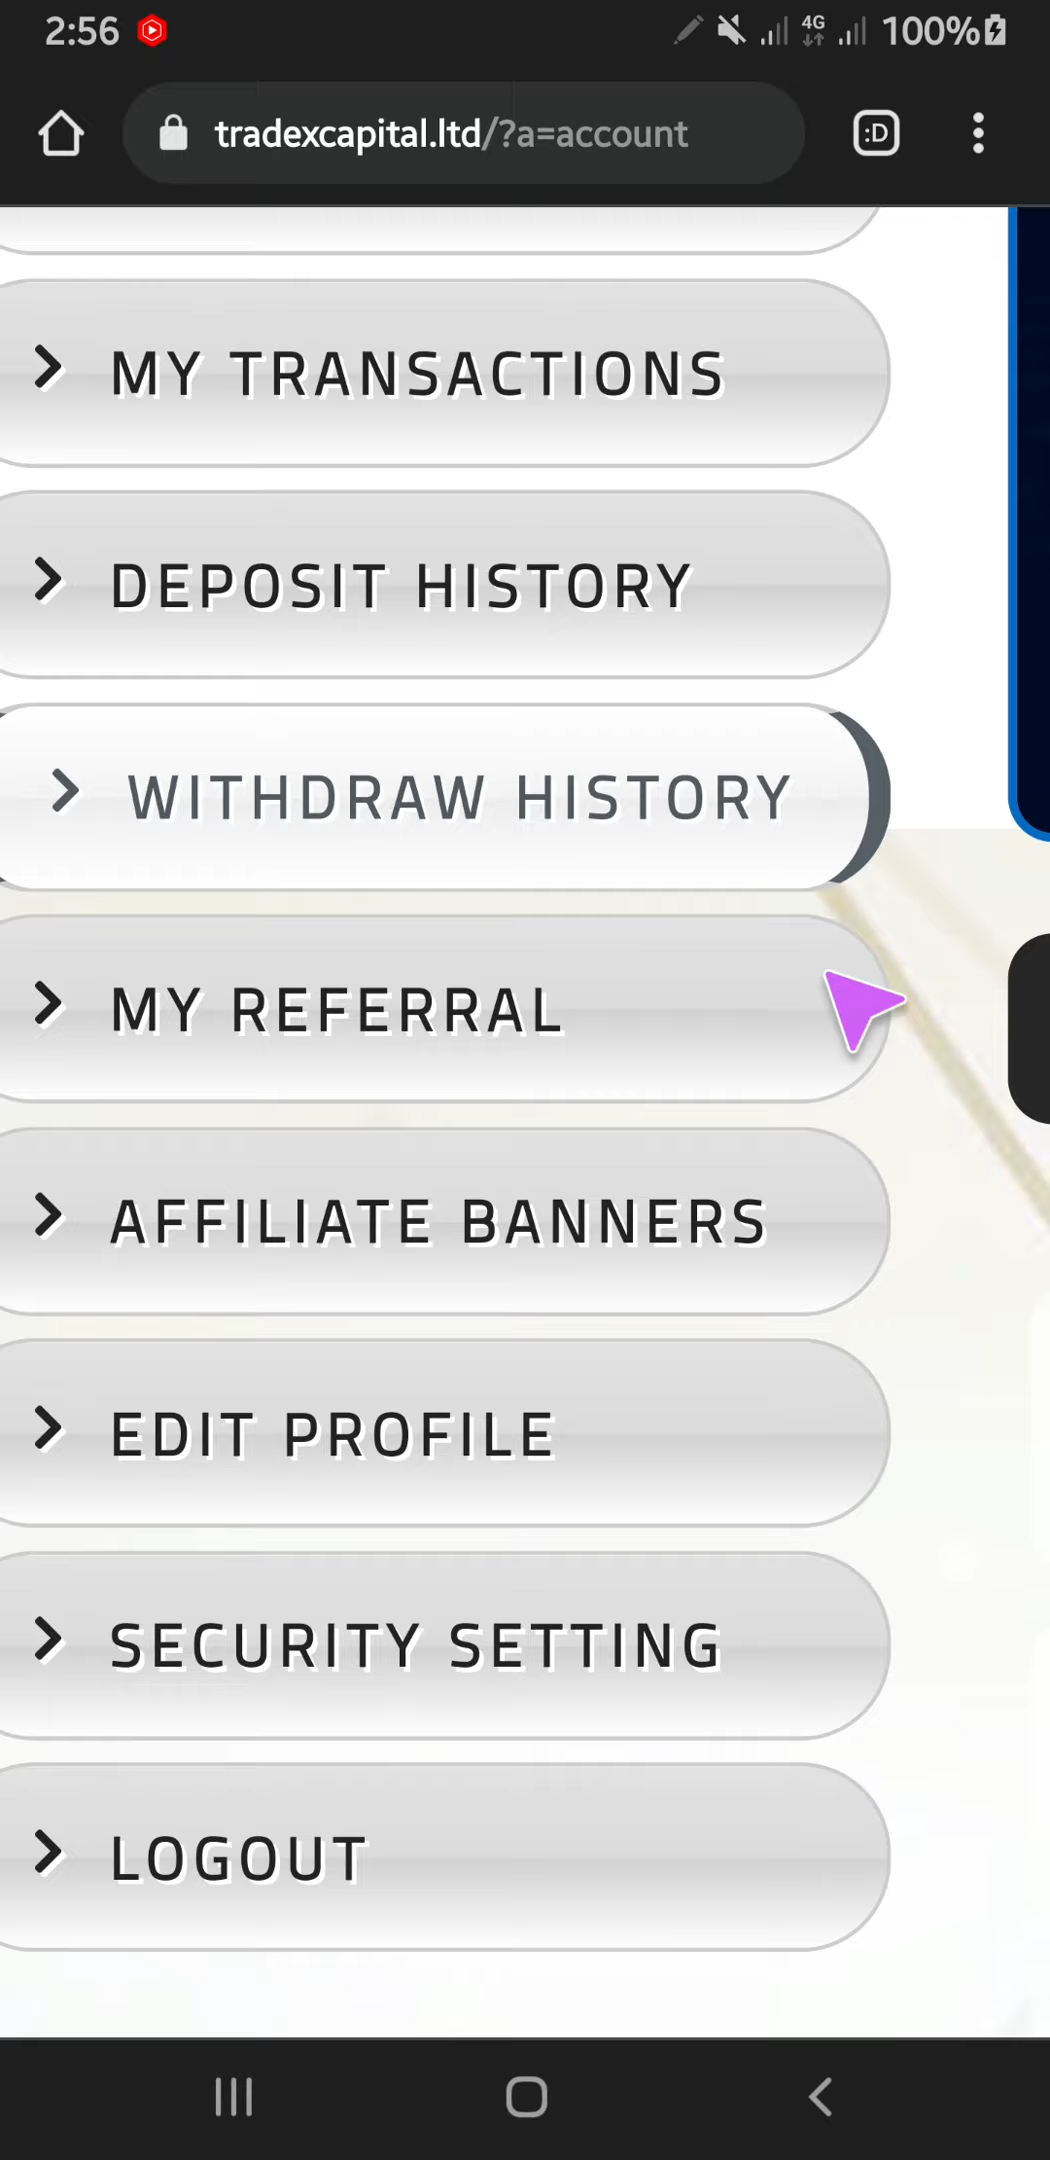 2:56 4G 100%
tradexcapital.ltd/?a=account :D
MY TRANSACTIONS
DEPOSIT HISTORY
WITHDRAW HISTORY
MY REFERRAL
AFFILIATE BANNERS
EDIT PROFILE
SECURITY SETTING
LOGOUT